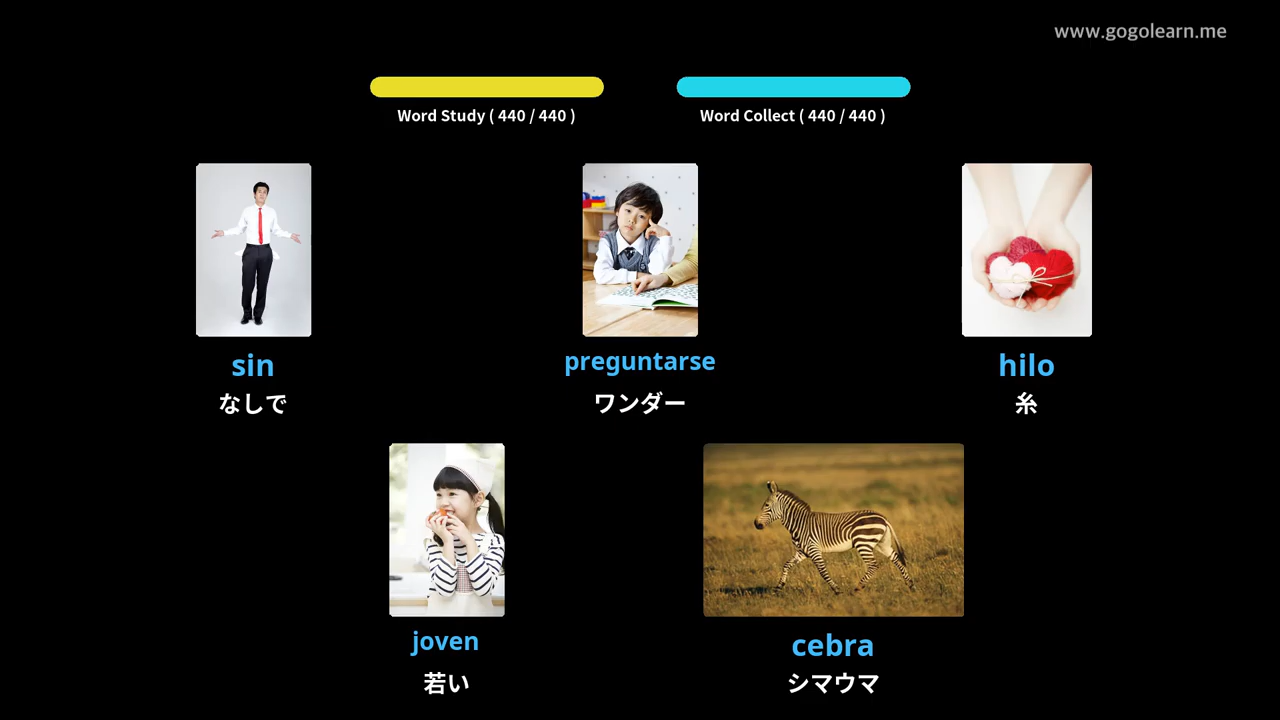 www.gogolearn.me
Word Study ( 440 / 440 )
Word Collect ( 440 / 440 )
sin
なしで
preguntarse
ワンダー
hilo
糸
joven
若い
cebra
シマウマ